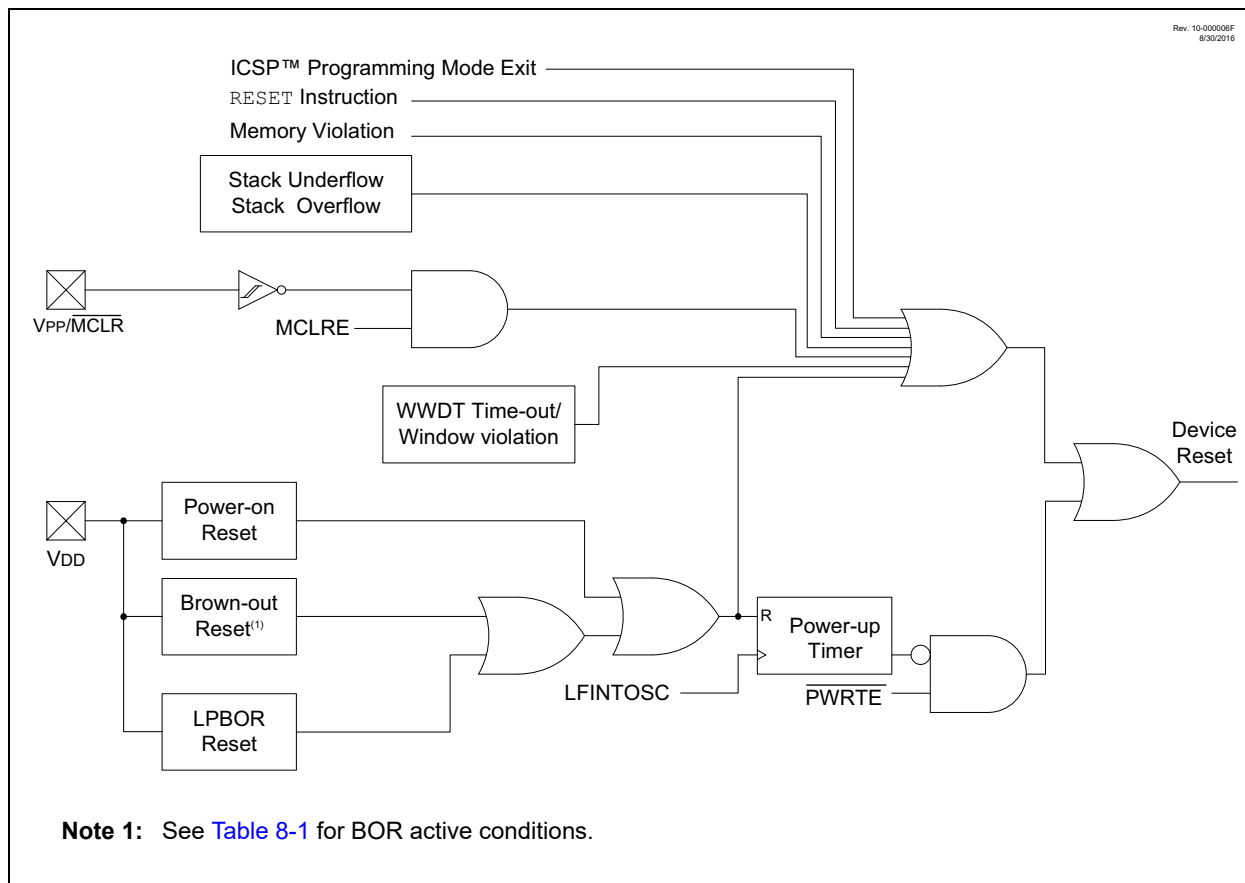 Rev. 10-000006F
8/30/2016
ICSP™ Programming Mode Exit
RESET Instruction
Memory Violation
Stack Underflow
Stack Overflow
VPP/MCLR
MCLRE
WWDT Time-out/
Window violation
Device
Reset
VDD
Power-on
Reset
Brown-out
Reset(1)
LPBOR
Reset
R
Power-up
Timer
LFINTOSC
PWRTE
Note 1: See Table 8-1 for BOR active conditions.